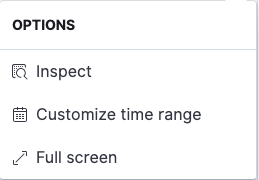 OPTIONS
Inspect
Customize time range
Full screen